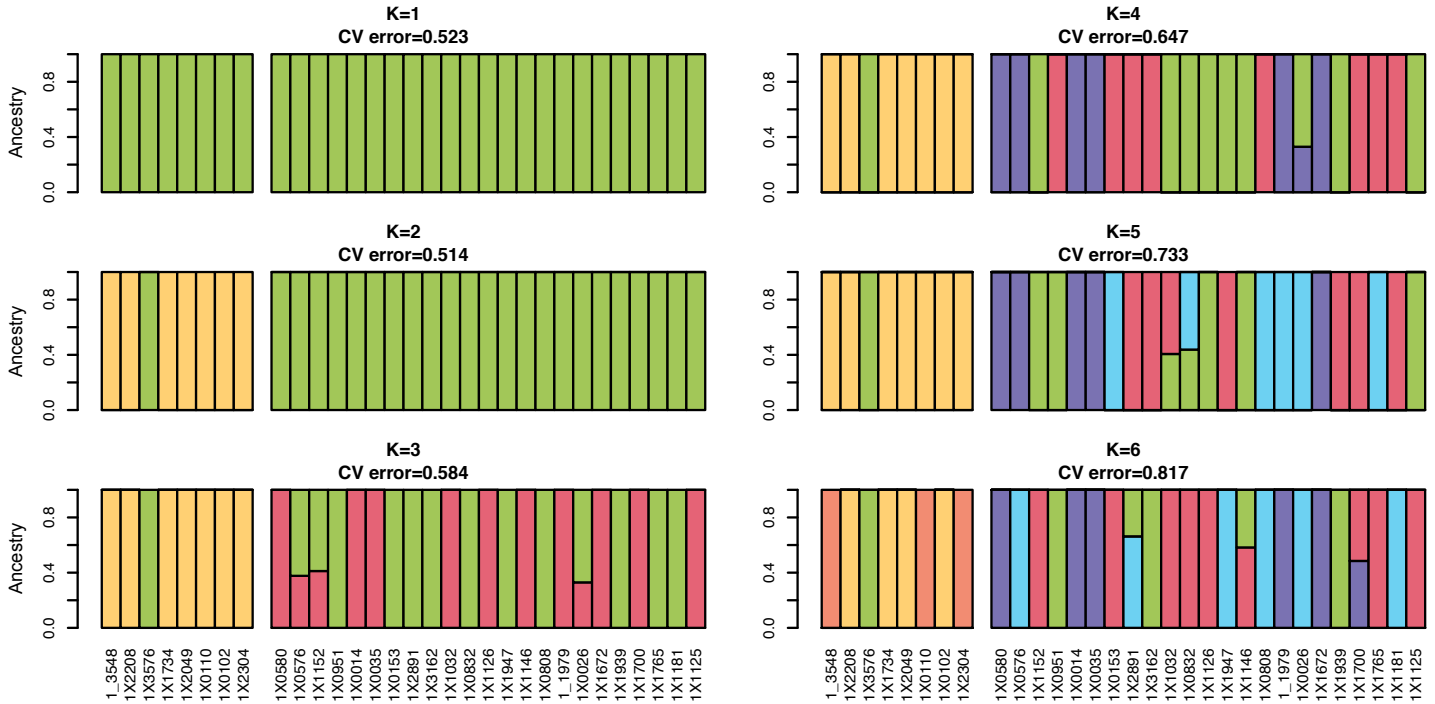 K=1
CV error=0.523
Ancestry
0.0 0.4 0.8
K=2
CV error=0.514
Ancestry
0.0 0.4 0.8
K=3
CV error=0.584
Ancestry
0.0 0.4 0.8
1_3548
1X2208
1X3576
1X1734
1X2049
1X0110
1X0102
1X2304
1X0580
1X0576
1X1152
1X0951
1X0014
1X0035
1X0153
1X2891
1X3162
1X1032
1X0832
1X1126
1X1947
1X1146
1X0808
1_1979
1X0026
1X1672
1X1939
1X1700
1X1765
1X1181
1X1125
K=4
CV error=0.647
0.0 0.4 0.8
K=5
CV error=0.733
0.0 0.4 0.8
K=6
CV error=0.817
0.0 0.4 0.8
1_3548
1X2208
1X3576
1X1734
1X2049
1X0110
1X0102
1X2304
1X0580
1X0576
1X1152
1X0951
1X0014
1X0035
1X0153
1X2891
1X3162
1X1032
1X0832
1X1126
1X1947
1X1146
1X0808
1_1979
1X0026
1X1672
1X1939
1X1700
1X1765
1X1181
1X1125